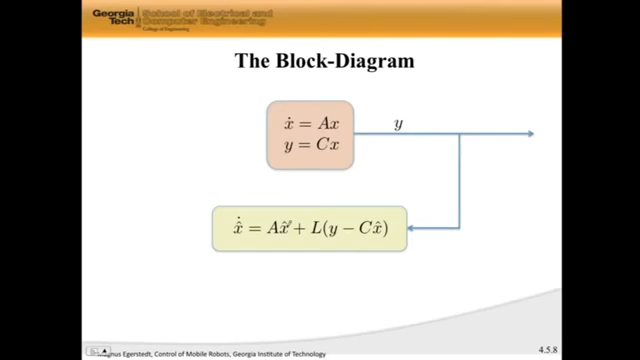 Georgia Tech School of Electrical and
Computer Engineering
College of Engineering
The Block-Diagram
ẋ = Ax
y = Cx
y
x̂̇ = Ax̂ + L(y − Cx̂)
Magnus Egerstedt, Control of Mobile Robots, Georgia Institute of Technology
4.5.8